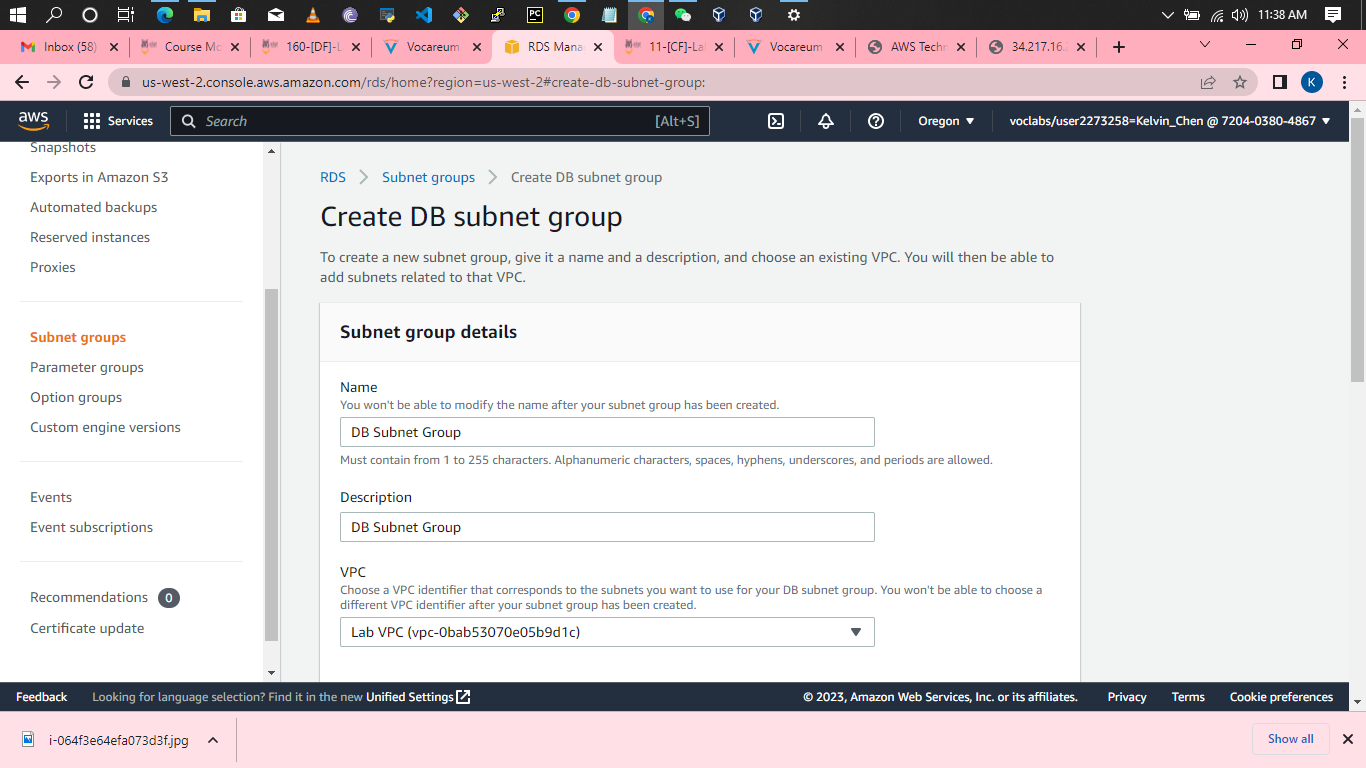 11:38 AM
Inbox (58)
Course Mo
160-[DF]-L
Vocareum
RDS Mana
11-[CF]-La
Vocareum
AWS Techn
34.217.16.
us-west-2.console.aws.amazon.com/rds/home?region=us-west-2#create-db-subnet-group:
K
aws
Services
Search
[Alt+S]
Oregon
voclabs/user2273258=Kelvin_Chen @ 7204-0380-4867
Snapshots
Exports in Amazon S3
Automated backups
Reserved instances
Proxies
Subnet groups
Parameter groups
Option groups
Custom engine versions
Events
Event subscriptions
Recommendations 0
Certificate update
RDS
Subnet groups
Create DB subnet group
Create DB subnet group
To create a new subnet group, give it a name and a description, and choose an existing VPC. You will then be able to
add subnets related to that VPC.
Subnet group details
Name
You won't be able to modify the name after your subnet group has been created.
DB Subnet Group
Must contain from 1 to 255 characters. Alphanumeric characters, spaces, hyphens, underscores, and periods are allowed.
Description
DB Subnet Group
VPC
Choose a VPC identifier that corresponds to the subnets you want to use for your DB subnet group. You won't be able to choose a
different VPC identifier after your subnet group has been created.
Lab VPC (vpc-0bab53070e05b9d1c)
Feedback
Looking for language selection? Find it in the new Unified Settings
© 2023, Amazon Web Services, Inc. or its affiliates.
Privacy
Terms
Cookie preferences
i-064f3e64efa073d3f.jpg
Show all